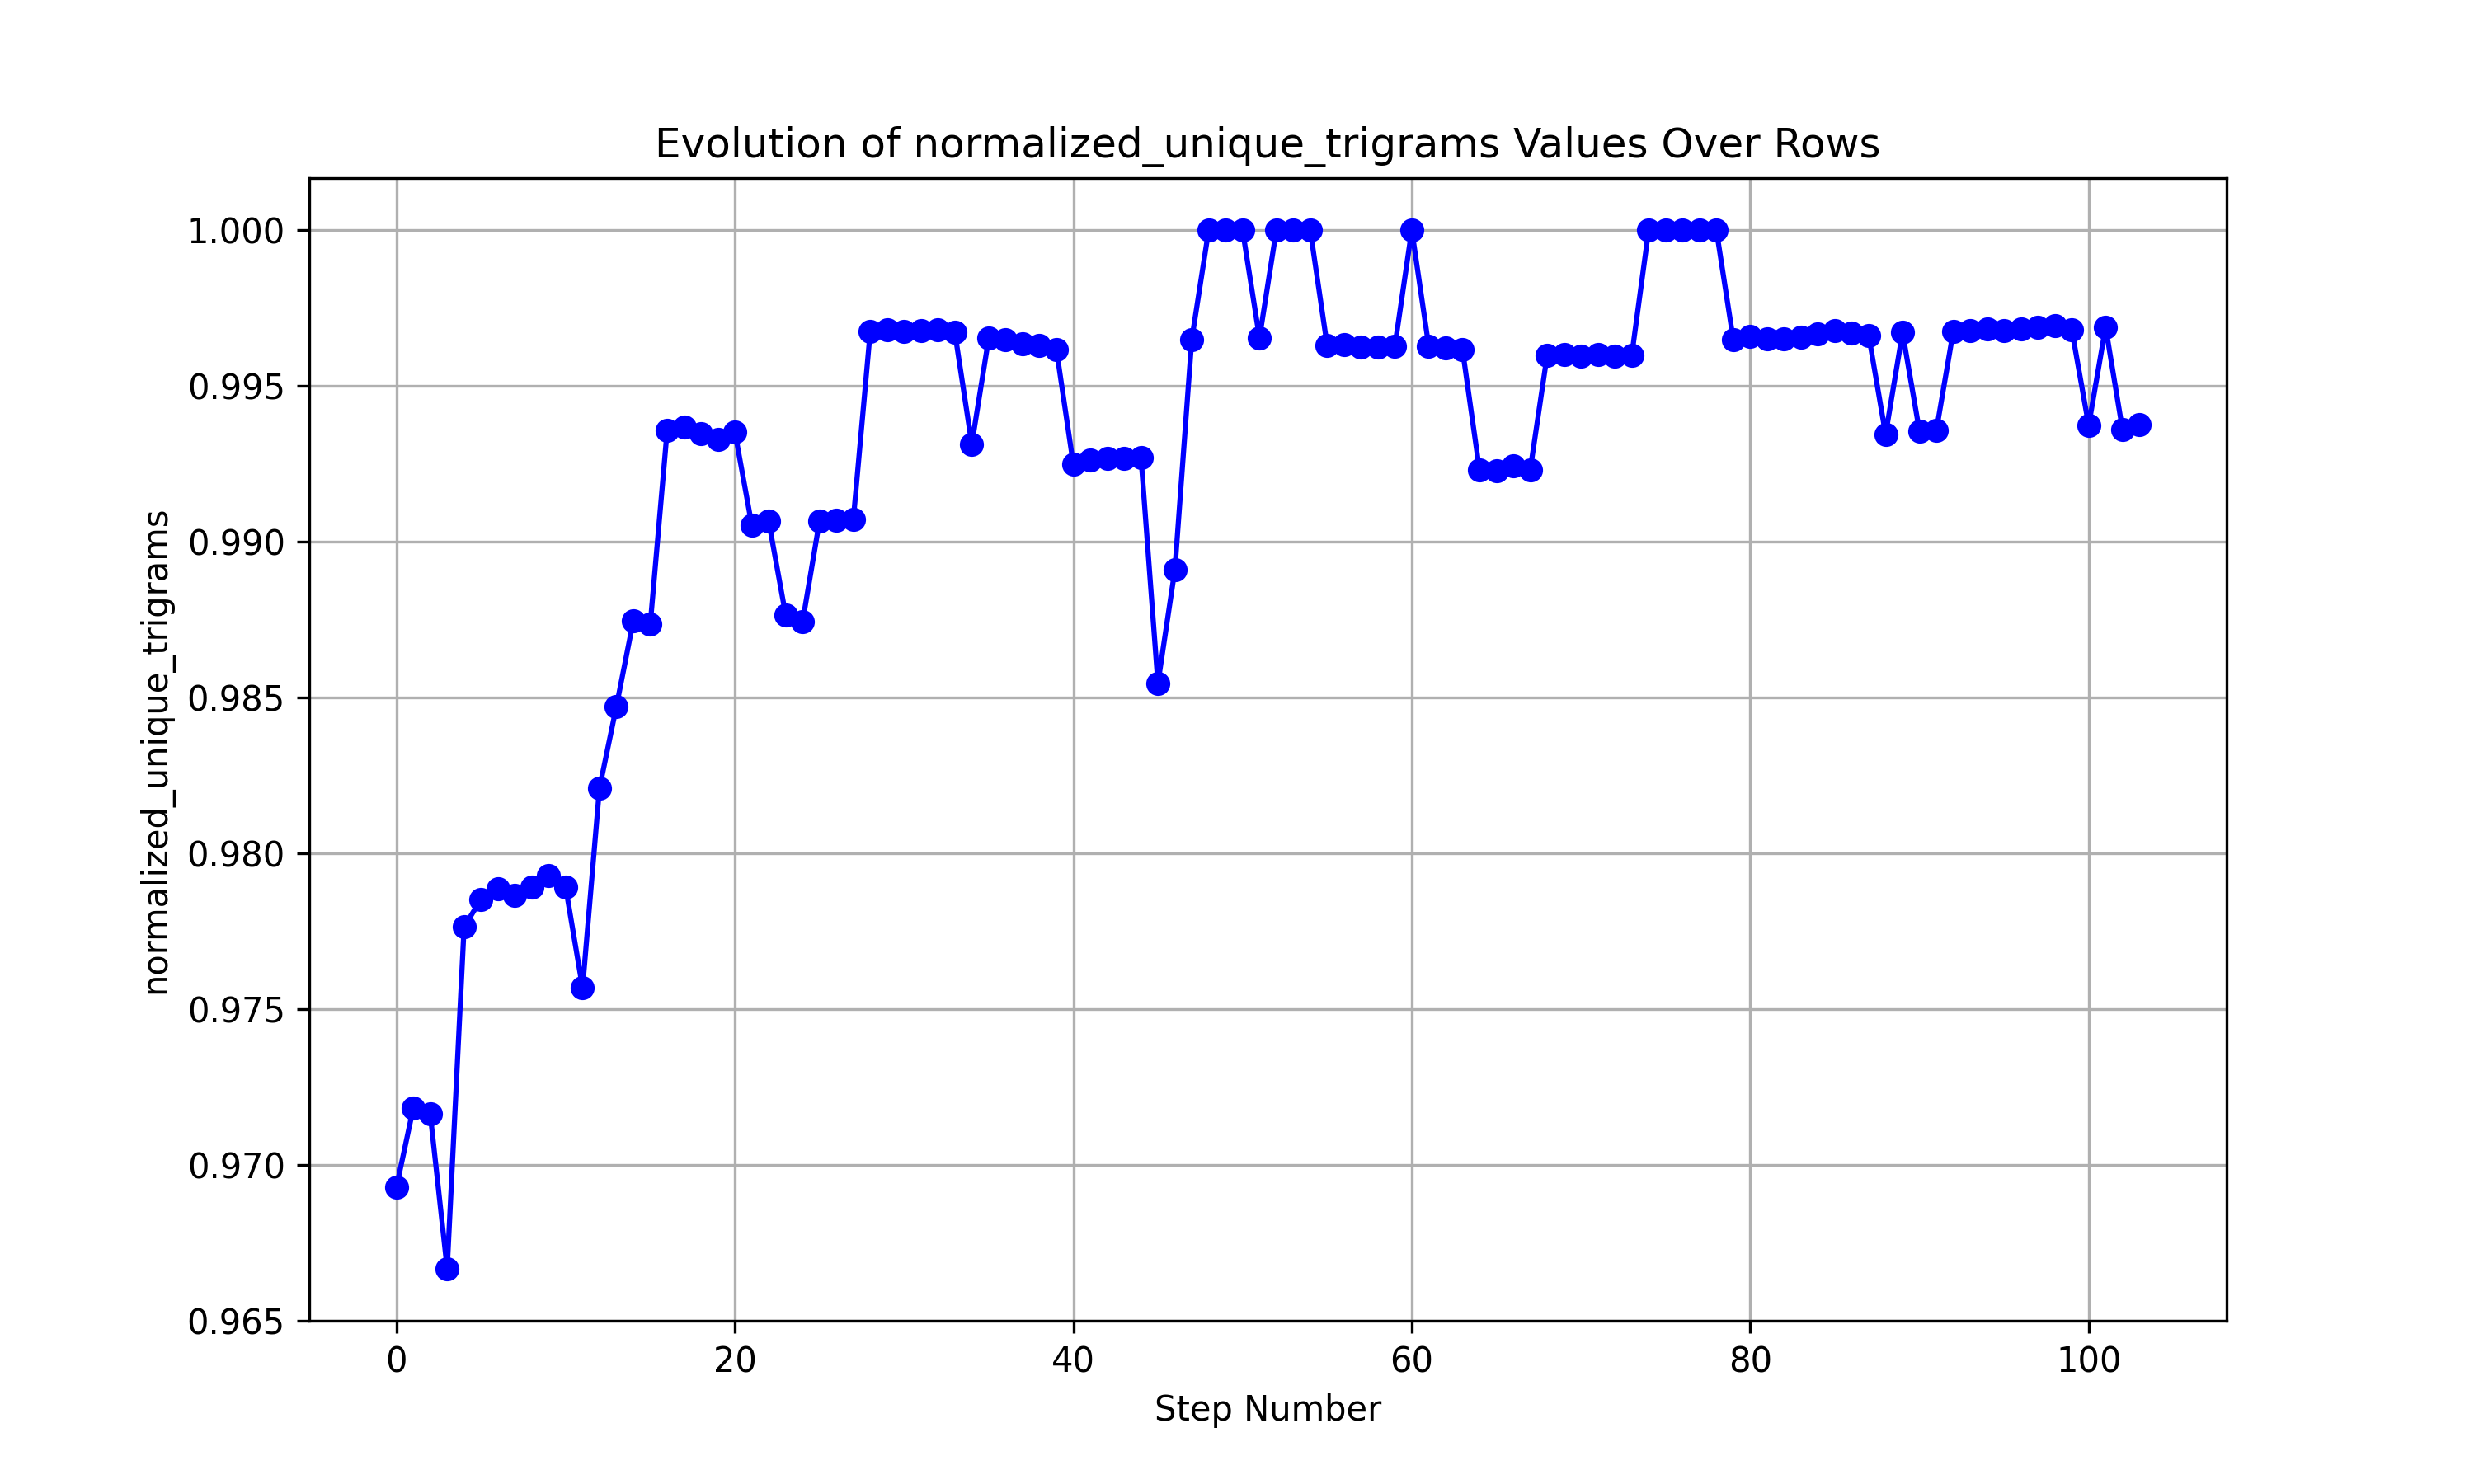 Evolution of normalized_unique_trigrams Values Over Rows
normalized_unique_trigrams
1.000
0.995
0.990
0.985
0.980
0.975
0.970
0.965
0 20 40 60 80 100
Step Number